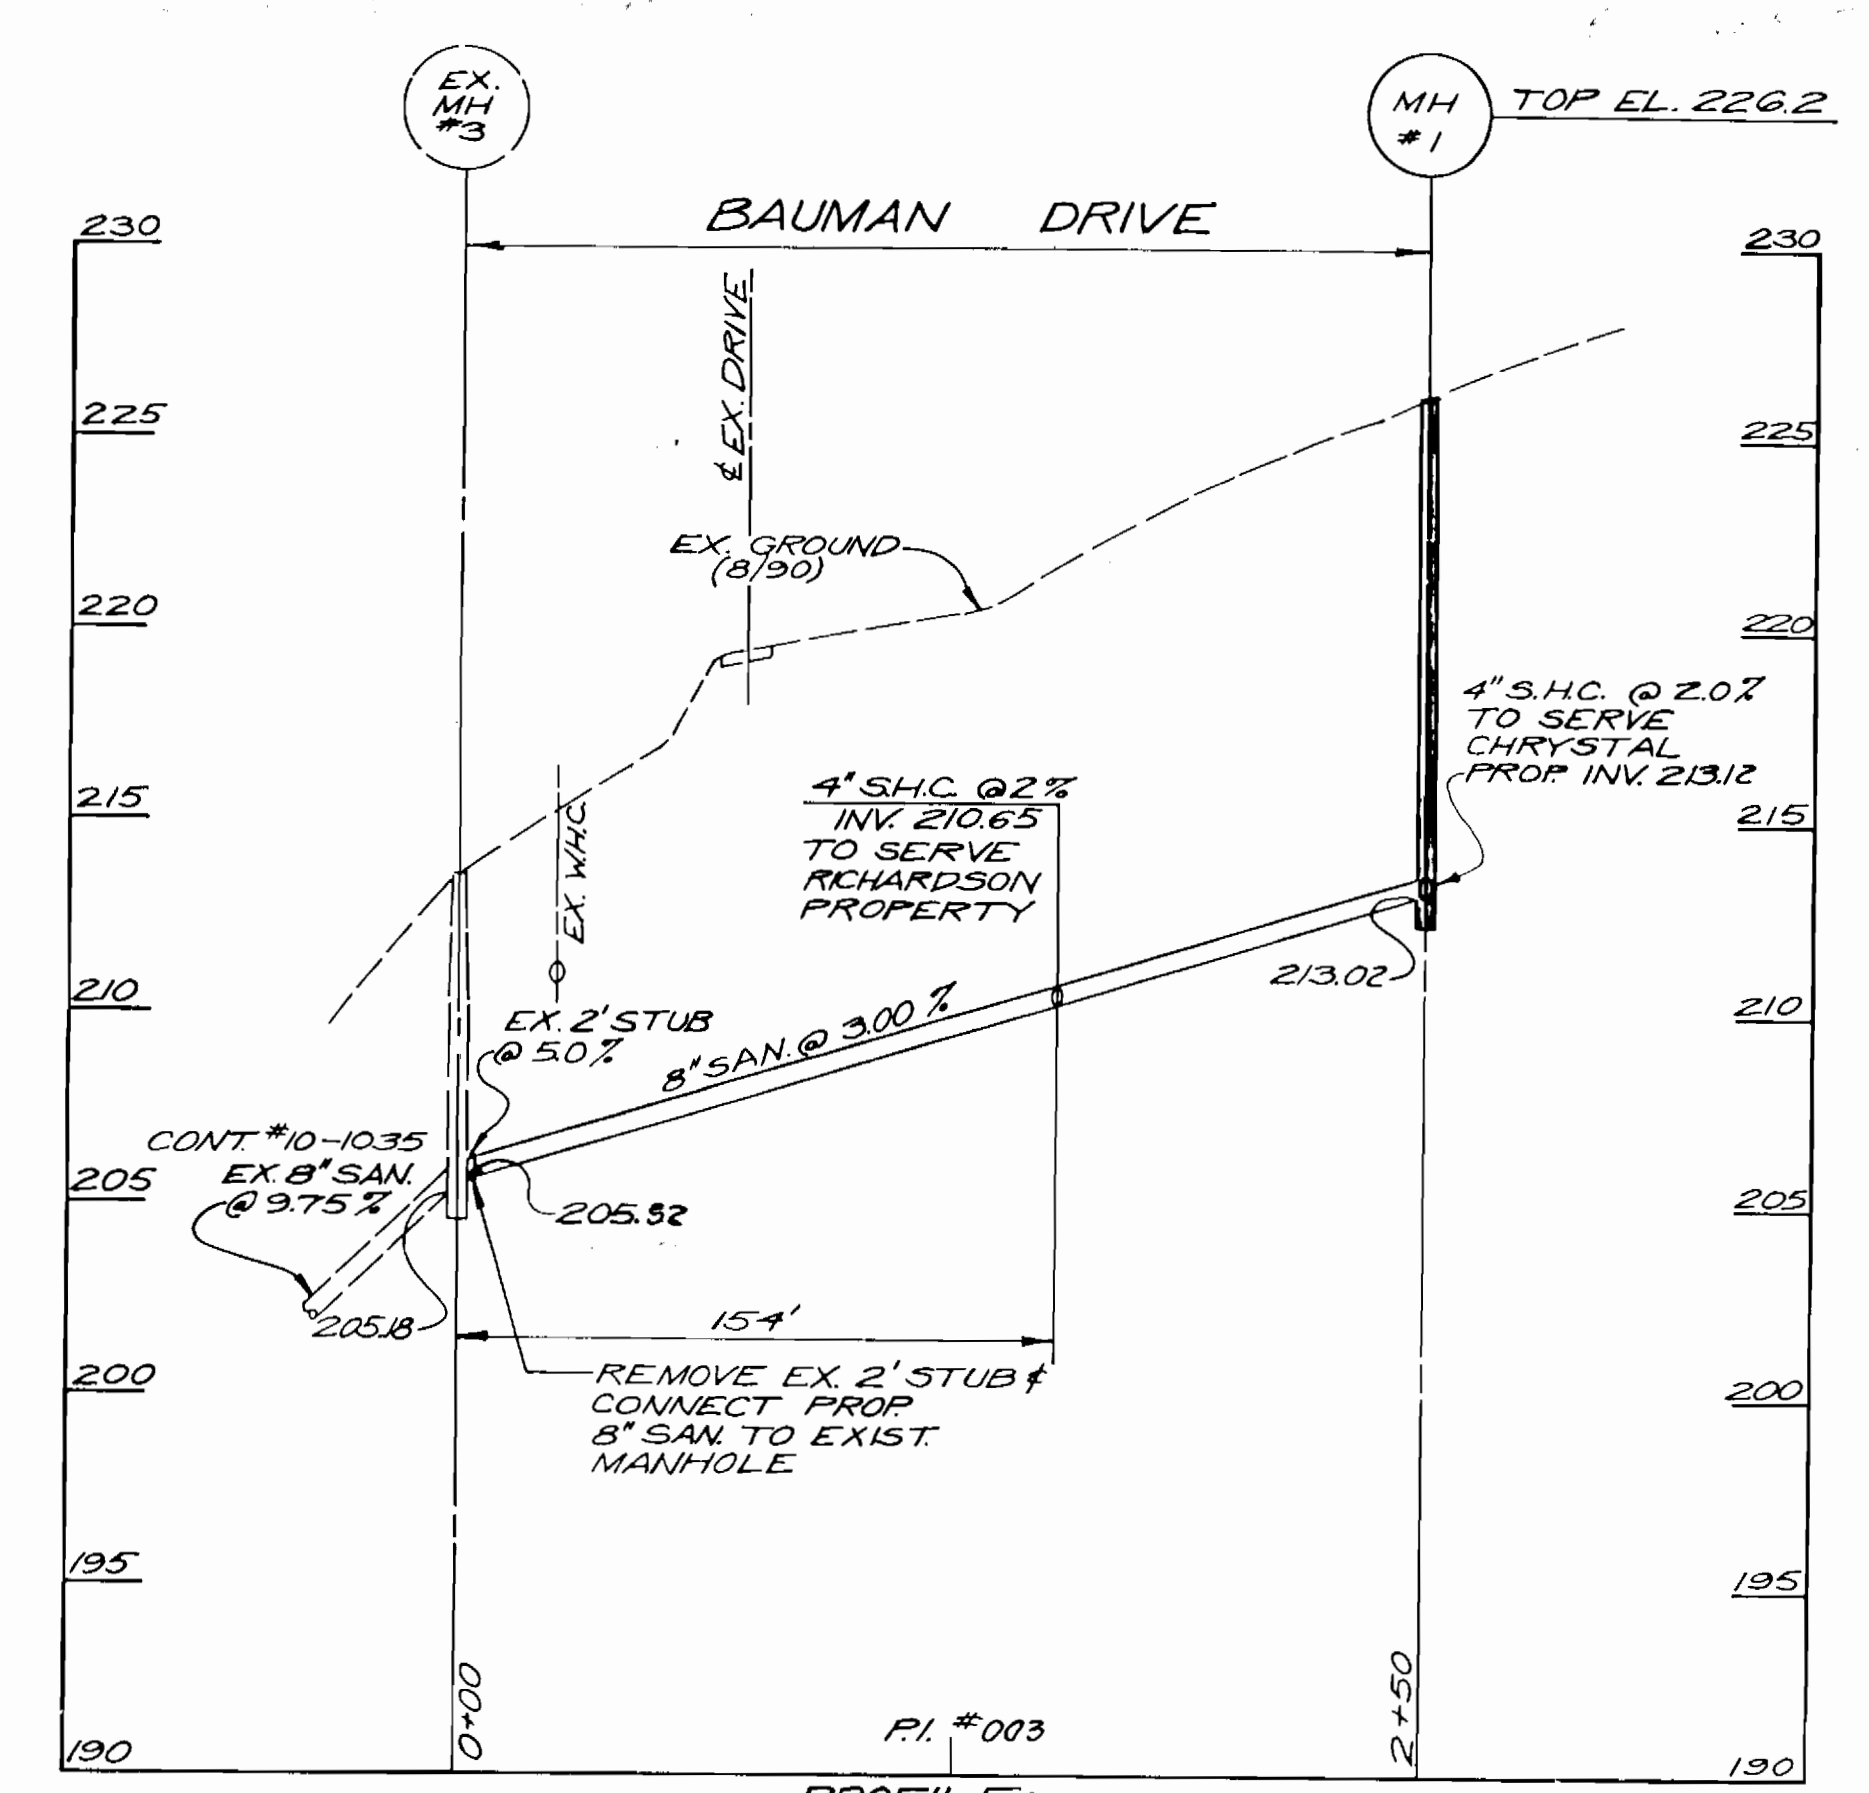 EX.
MH
#3
MH
#1
TOP EL. 226.2
BAUMAN DRIVE
230
230
225
225
220
220
215
215
210
210
205
205
200
200
195
195
190
190
℄ EX. DRIVE
EX. GROUND
(8/90)
4" S.H.C. @ 2.0%
TO SERVE
CHRYSTAL
PROP. INV. 213.12
4" S.H.C. @ 2%
INV. 210.65
TO SERVE
RICHARDSON
PROPERTY
EX. W.H.C.
213.02
EX. 2' STUB
@ 5.0%
8" SAN. @ 3.00 %
CONT. #10-1035
EX. 8" SAN.
@ 9.75%
205.18
154'
REMOVE EX. 2' STUB &
CONNECT PROP.
8" SAN. TO EXIST.
MANHOLE
0+00
P.I. #003
2+50